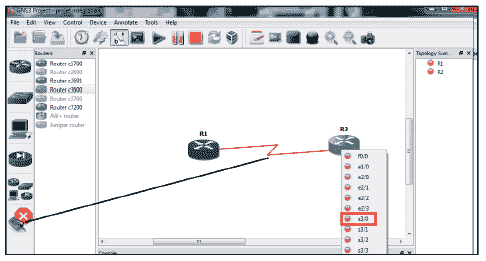 GNS3 Project - projet integration
File Edit View Control Device Annotate Tools Help
Routers
Router c1700
Router c2600
Router c2691
Router c3600
Router c3700
Router c7200
Juniper router
Topology Sum...
R1
R2
R1
R2
f0/0
e1/0
e2/0
e2/1
e2/2
e2/3
s3/0
s3/1
s3/2
s3/3
Console